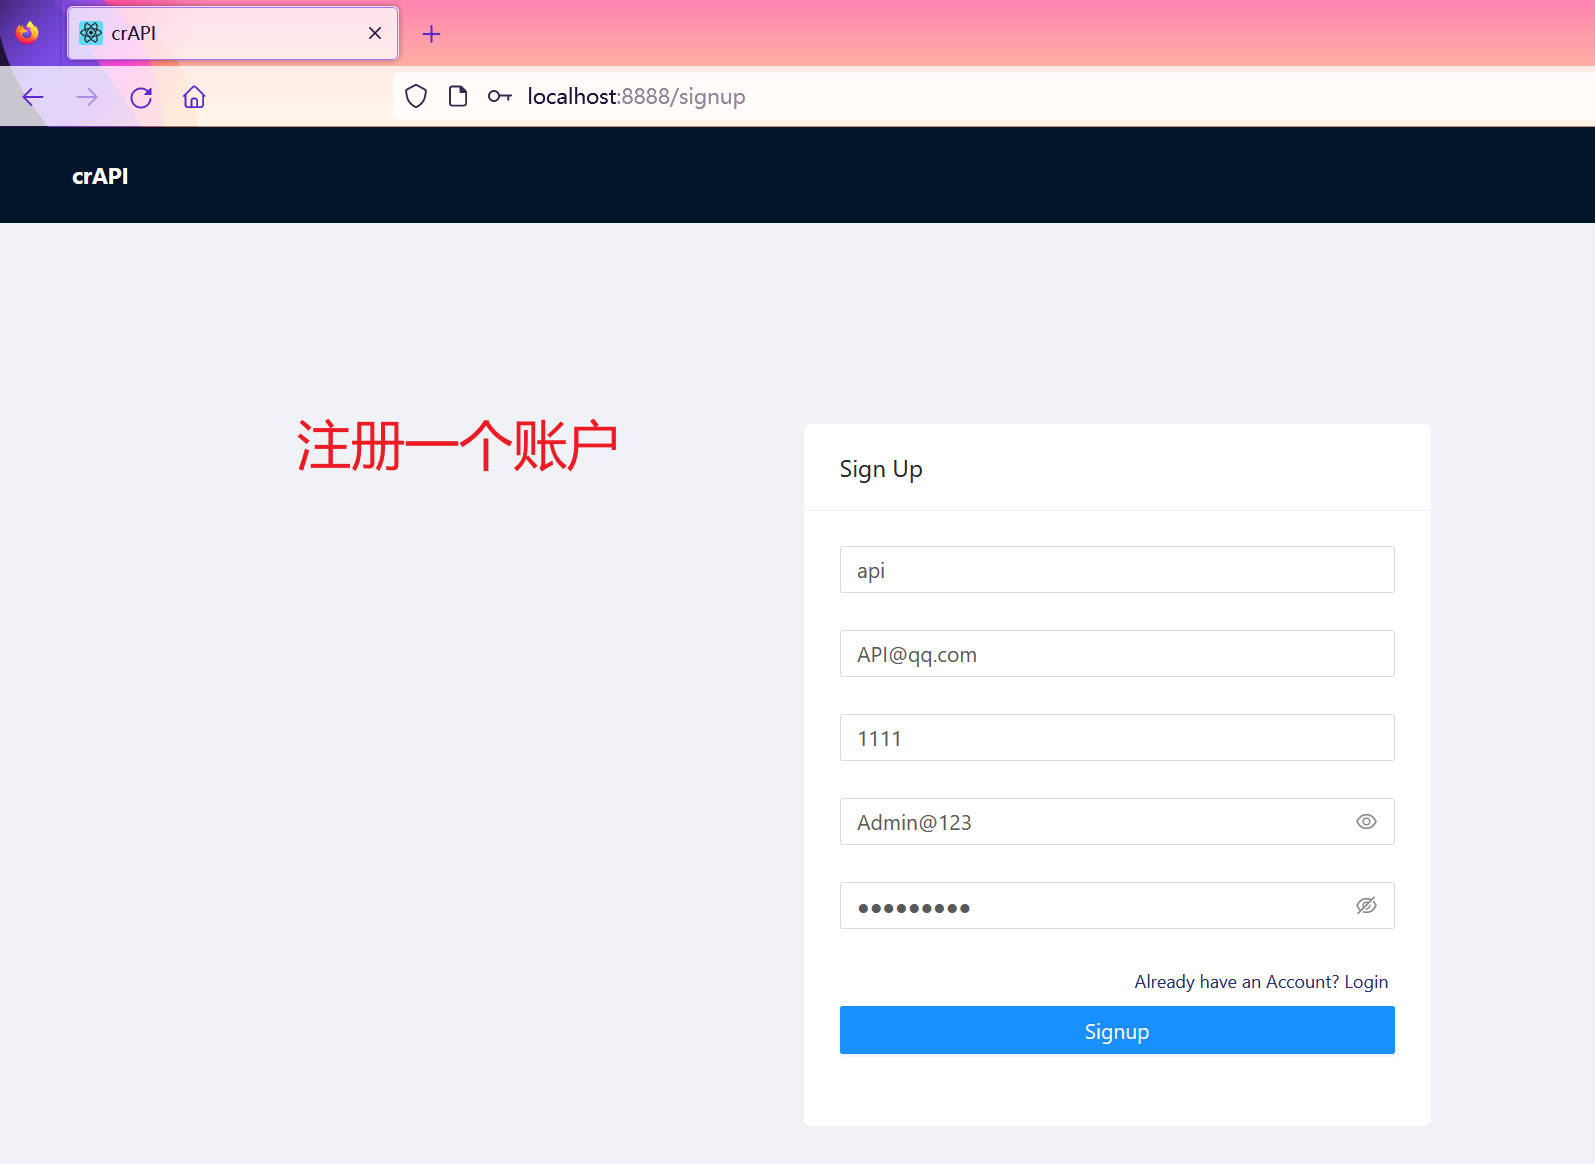 crAPI
localhost:8888/signup
crAPI
注册一个账户
Sign Up
api
API@qq.com
1111
Admin@123
●●●●●●●●●
Already have an Account? Login
Signup